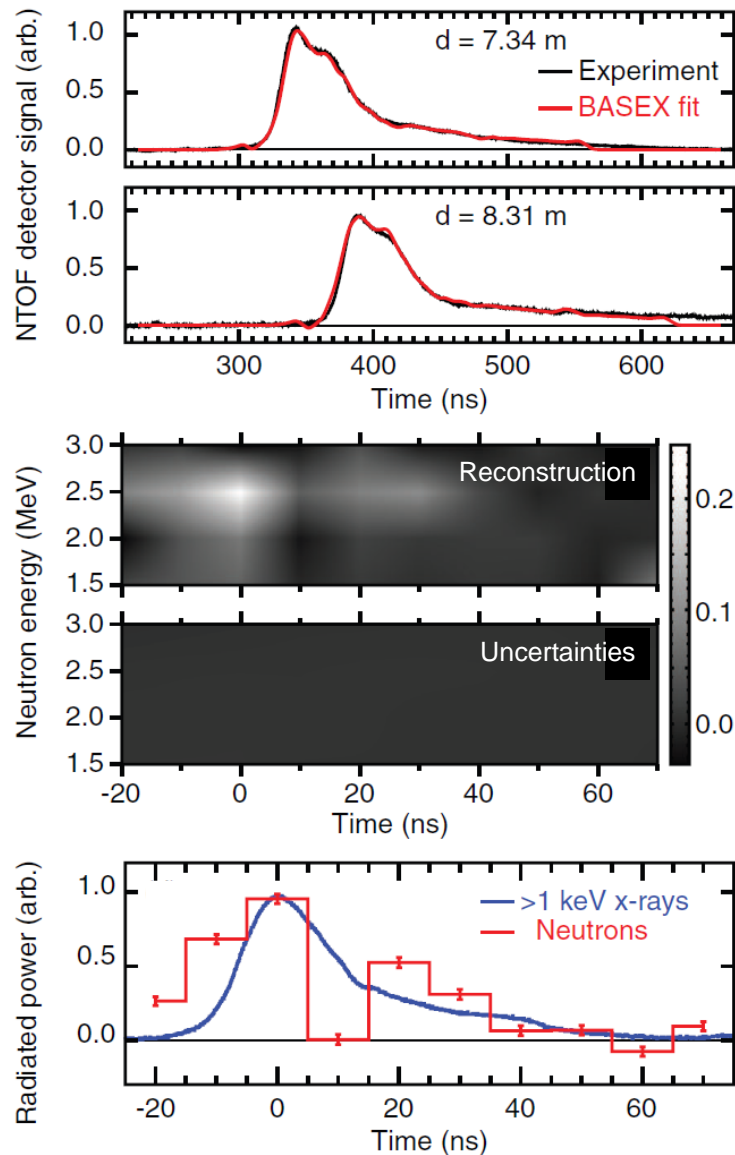 NTOF detector signal (arb.)
1.0
0.5
0.0
d = 7.34 m
Experiment
BASEX fit
1.0
0.5
0.0
d = 8.31 m
300 400 500 600
Time (ns)
Neutron energy (MeV)
3.0
2.5
2.0
1.5
Reconstruction
3.0
2.5
2.0
1.5
Uncertainties
0.2
0.1
0.0
-20 0 20 40 60
Time (ns)
Radiated power (arb.)
1.0
0.5
0.0
>1 keV x-rays
Neutrons
-20 0 20 40 60
Time (ns)